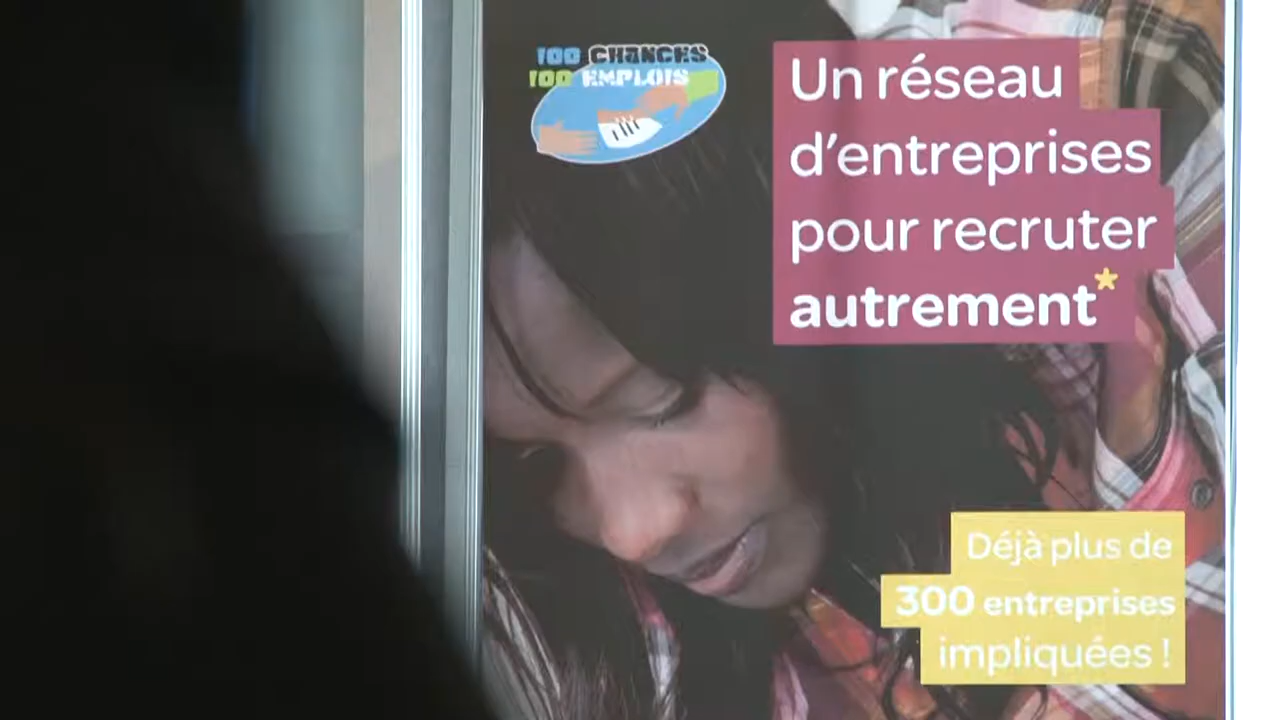 100 CHANCES
100 EMPLOIS
Un réseau
d'entreprises
pour recruter
autrement*
Déjà plus de
300 entreprises
impliquées !